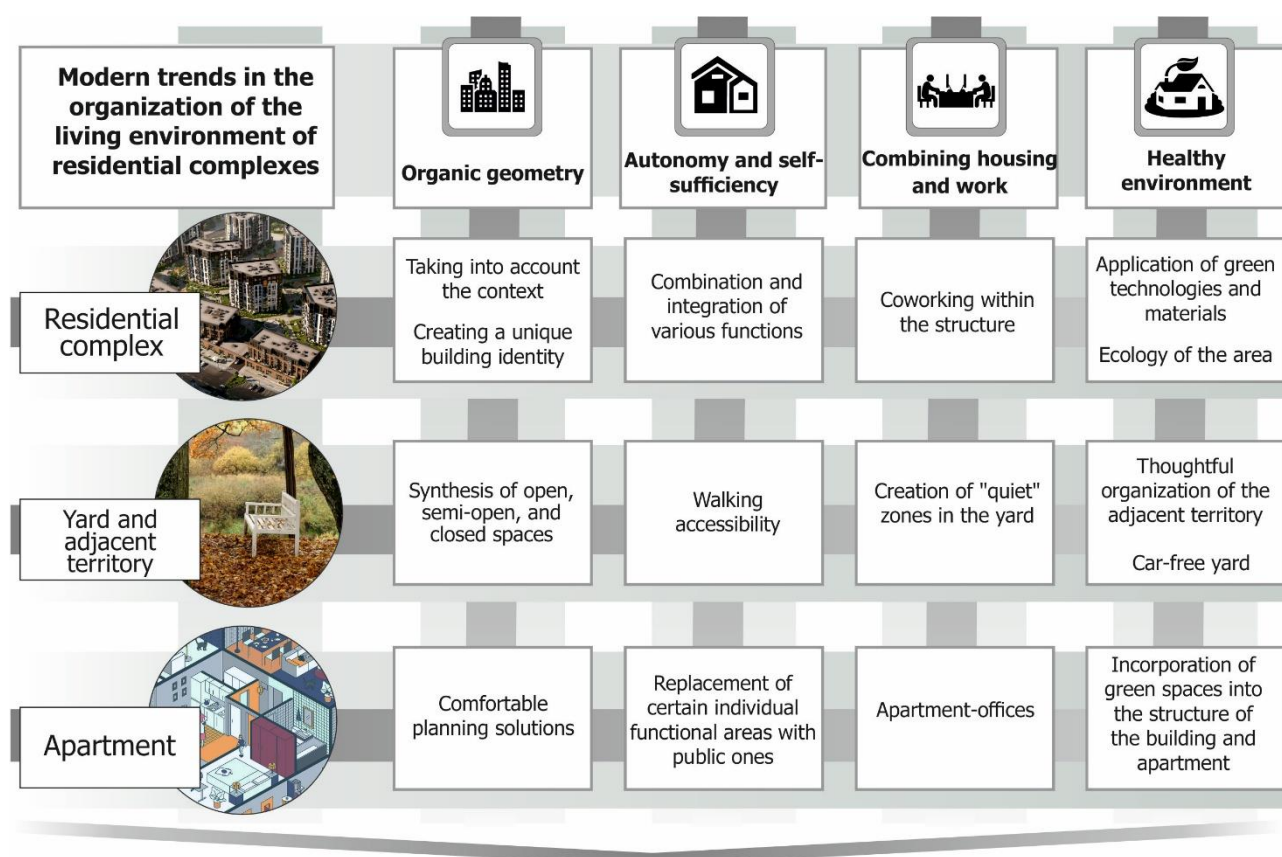 Modern trends in the
organization of the
living environment of
residential complexes
Organic geometry
Autonomy and self-
sufficiency
Combining housing
and work
Healthy
environment
Residential
complex
Taking into account
the context
Creating a unique
building identity
Combination and
integration of
various functions
Coworking within
the structure
Application of green
technologies and
materials
Ecology of the area
Yard and
adjacent
territory
Synthesis of open,
semi-open, and
closed spaces
Walking
accessibility
Creation of "quiet"
zones in the yard
Thoughtful
organization of the
adjacent territory
Car-free yard
Apartment
Comfortable
planning solutions
Replacement of
certain individual
functional areas with
public ones
Apartment-offices
Incorporation of
green spaces into
the structure of
the building and
apartment